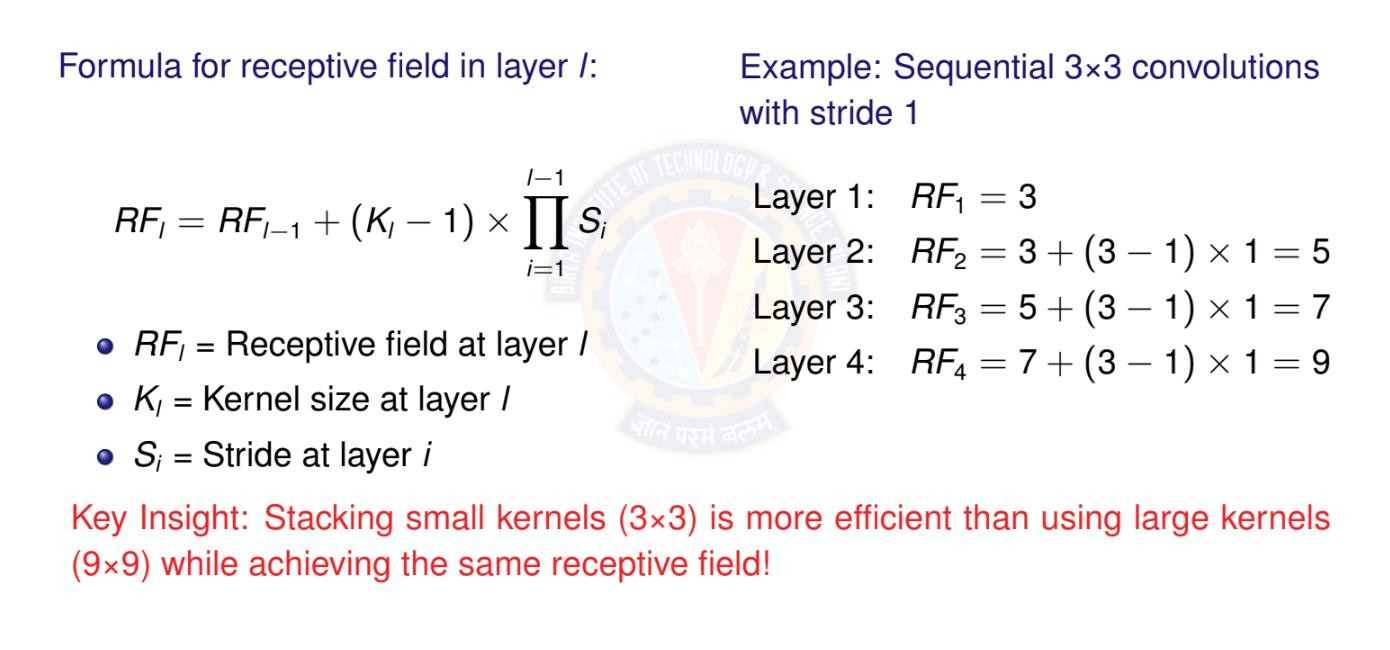 Formula for receptive field in layer l:
RF_l = RF_{l−1} + (K_l − 1) × ∏_{i=1}^{l−1} S_i
RF_l = Receptive field at layer l
K_l = Kernel size at layer l
S_i = Stride at layer i
Example: Sequential 3×3 convolutions
with stride 1
Layer 1: RF_1 = 3
Layer 2: RF_2 = 3 + (3 − 1) × 1 = 5
Layer 3: RF_3 = 5 + (3 − 1) × 1 = 7
Layer 4: RF_4 = 7 + (3 − 1) × 1 = 9
Key Insight: Stacking small kernels (3×3) is more efficient than using large kernels
(9×9) while achieving the same receptive field!
ज्ञानं परमं बलम्